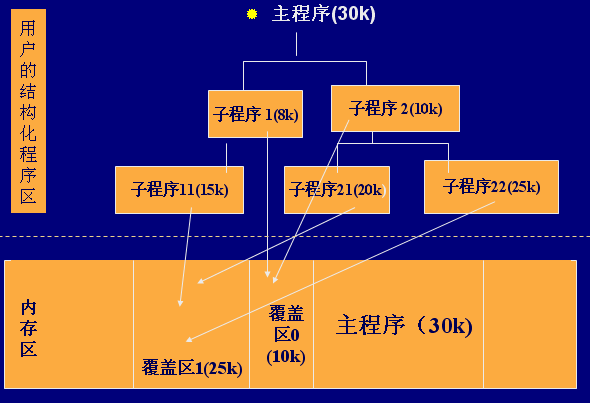 用户的结构化程序区
主程序(30k)
子程序 1(8k)
子程序 2(10k)
子程序11(15k)
子程序21(20k)
子程序22(25k)
内存区
覆盖区1(25k)
覆盖
区0
(10k)
主程序（30k)